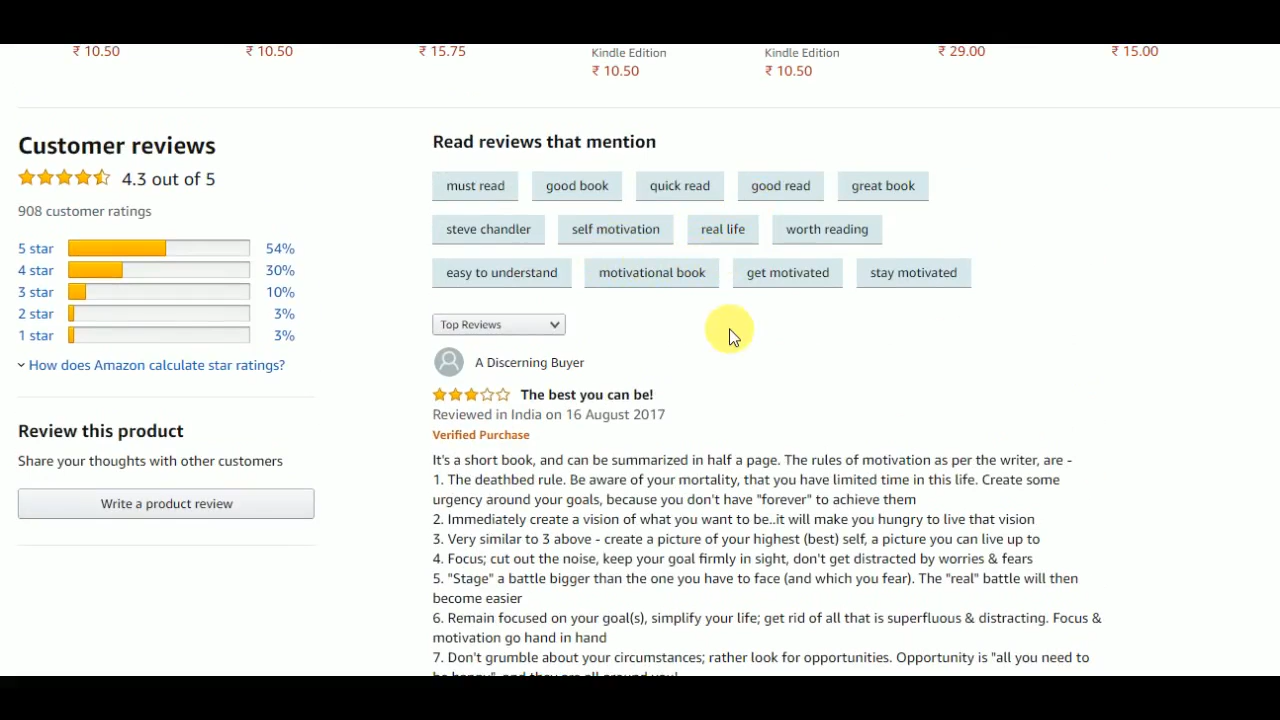 ₹ 10.50 ₹ 10.50 ₹ 15.75 Kindle Edition Kindle Edition ₹ 29.00 ₹ 15.00
₹ 10.50 ₹ 10.50
Customer reviews
4.3 out of 5
908 customer ratings
5 star 54%
4 star 30%
3 star 10%
2 star 3%
1 star 3%
How does Amazon calculate star ratings?
Review this product
Share your thoughts with other customers
Write a product review
Read reviews that mention
must read good book quick read good read great book
steve chandler self motivation real life worth reading
easy to understand motivational book get motivated stay motivated
Top Reviews
A Discerning Buyer
The best you can be!
Reviewed in India on 16 August 2017
Verified Purchase
It's a short book, and can be summarized in half a page. The rules of motivation as per the writer, are -
1. The deathbed rule. Be aware of your mortality, that you have limited time in this life. Create some
urgency around your goals, because you don't have "forever" to achieve them
2. Immediately create a vision of what you want to be..it will make you hungry to live that vision
3. Very similar to 3 above - create a picture of your highest (best) self, a picture you can live up to
4. Focus; cut out the noise, keep your goal firmly in sight, don't get distracted by worries & fears
5. "Stage" a battle bigger than the one you have to face (and which you fear). The "real" battle will then
become easier
6. Remain focused on your goal(s), simplify your life; get rid of all that is superfluous & distracting. Focus &
motivation go hand in hand
7. Don't grumble about your circumstances; rather look for opportunities. Opportunity is "all you need to
be happy", and they are all around you!